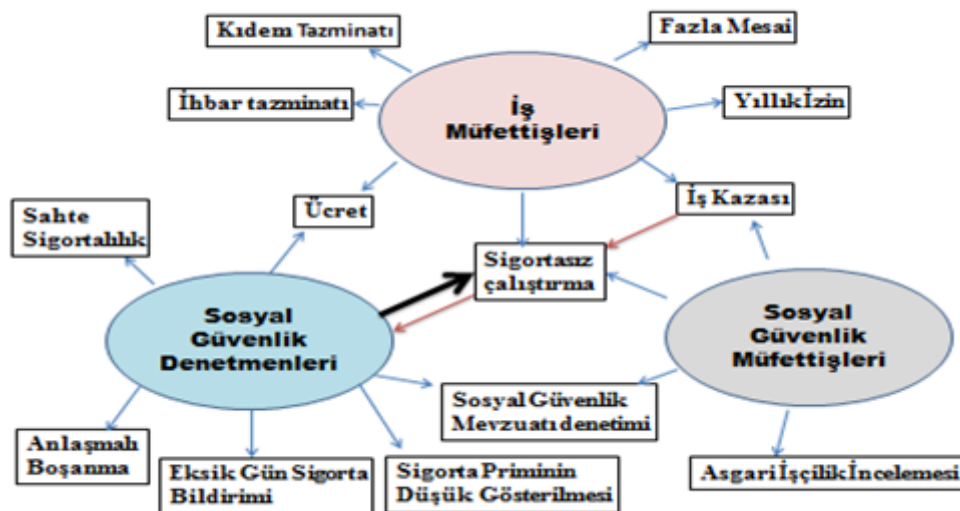 Kıdem Tazminatı
Fazla Mesai
İş
Müfettişleri
İhbar tazminatı
Yıllık İzin
Ücret
İş Kazası
Sahte
Sigortalılık
Sigortasız
çalıştırma
Sosyal
Güvenlik
Denetmenleri
Sosyal
Güvenlik
Müfettişleri
Sosyal Güvenlik
Mevzuatı denetimi
Anlaşmalı
Boşanma
Eksik Gün Sigorta
Bildirimi
Sigorta Priminin
Düşük Gösterilmesi
Asgari İşçilik İncelemesi